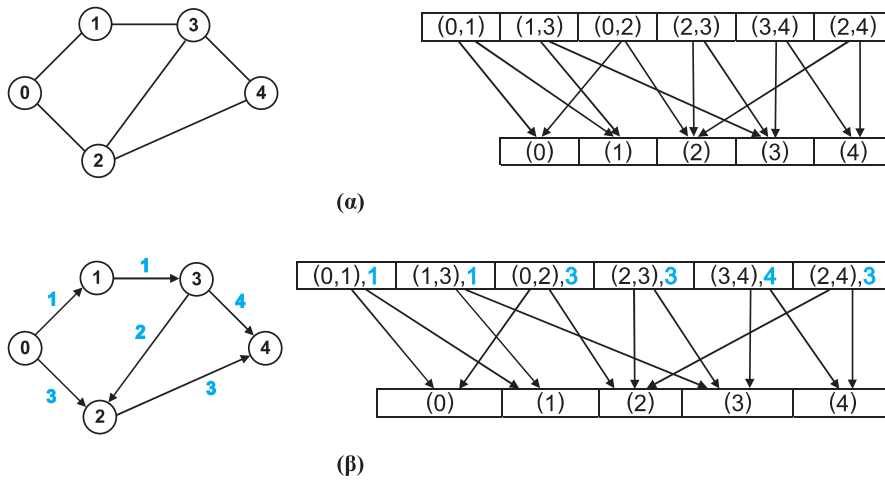 1 3
0 4
2
(0,1) (1,3) (0,2) (2,3) (3,4) (2,4)
(0) (1) (2) (3) (4)
(α)
1
1 3
1 4
0 2 4
3 3
2
(0,1),1 (1,3),1 (0,2),3 (2,3),3 (3,4),4 (2,4),3
(0) (1) (2) (3) (4)
(β)